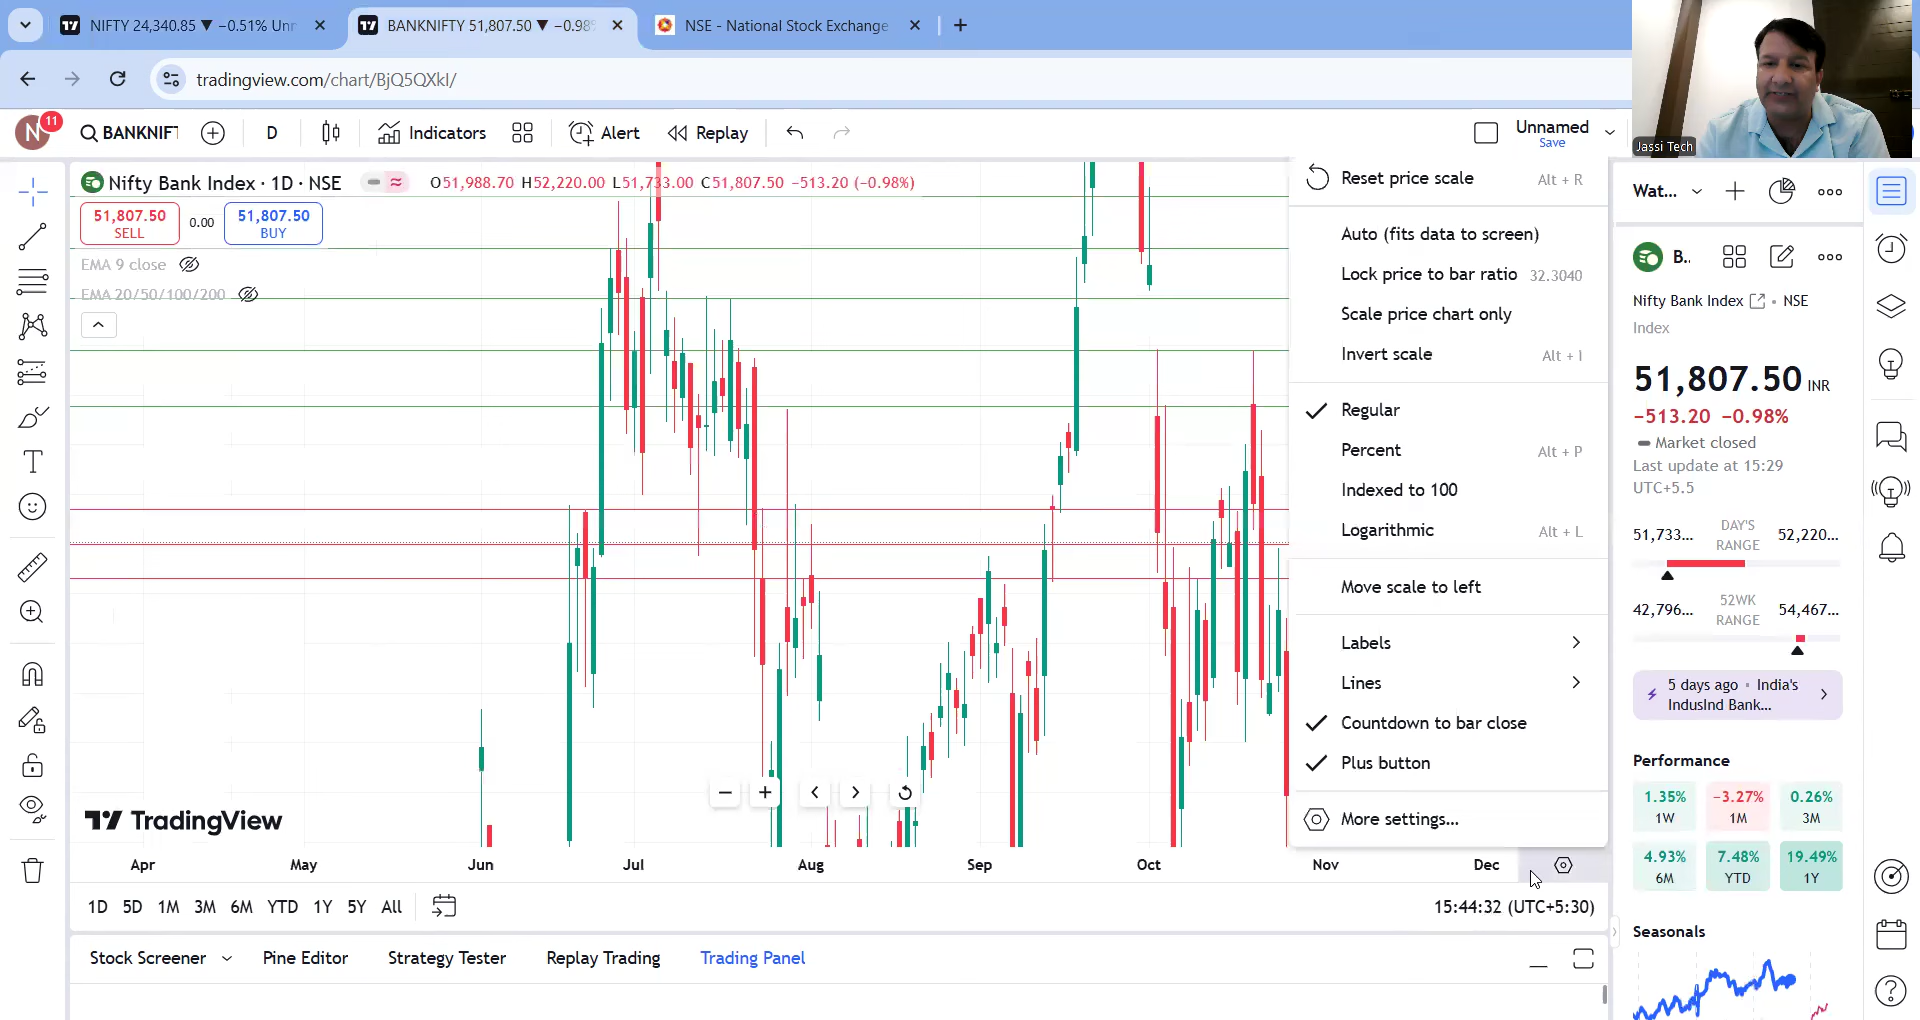 NIFTY 24,340.85 ▼ −0.51% Unr
BANKNIFTY 51,807.50 ▼ −0.98%
NSE - National Stock Exchange
tradingview.com/chart/BjQ5QXkI/
N
11
BANKNIFT
D
Indicators
Alert
Replay
Unnamed
Save
Jassi Tech
Nifty Bank Index · 1D · NSE
O51,988.70 H52,220.00 L51,733.00 C51,807.50 −513.20 (−0.98%)
51,807.50
SELL
0.00
51,807.50
BUY
EMA 9 close
EMA 20/50/100/200
TradingView
Reset price scale Alt + R
Auto (fits data to screen)
Lock price to bar ratio 32.3040
Scale price chart only
Invert scale Alt + I
Regular
Percent Alt + P
Indexed to 100
Logarithmic Alt + L
Move scale to left
Labels
Lines
Countdown to bar close
Plus button
More settings...
Apr May Jun Jul Aug Sep Oct Nov Dec
1D 5D 1M 3M 6M YTD 1Y 5Y All
15:44:32 (UTC+5:30)
Stock Screener Pine Editor Strategy Tester Replay Trading Trading Panel
Wat...
B..
Nifty Bank Index • NSE
Index
51,807.50 INR
−513.20 −0.98%
Market closed
Last update at 15:29
UTC+5.5
51,733... DAY'S RANGE 52,220...
42,796... 52WK RANGE 54,467...
5 days ago • India's
IndusInd Bank...
Performance
1.35% −3.27% 0.26%
1W 1M 3M
4.93% 7.48% 19.49%
6M YTD 1Y
Seasonals